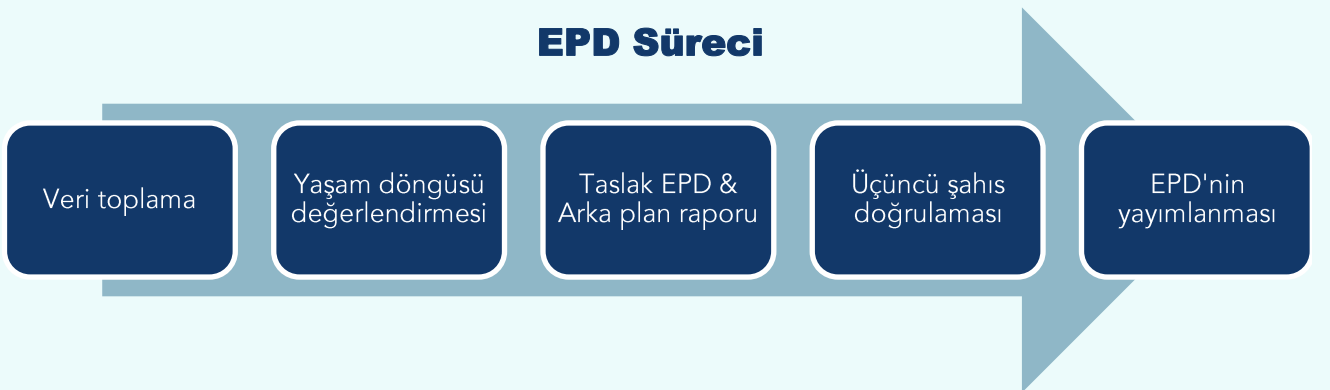 EPD Süreci
Veri toplama
Yaşam döngüsü
değerlendirmesi
Taslak EPD &
Arka plan raporu
Üçüncü şahıs
doğrulaması
EPD'nin
yayımlanması